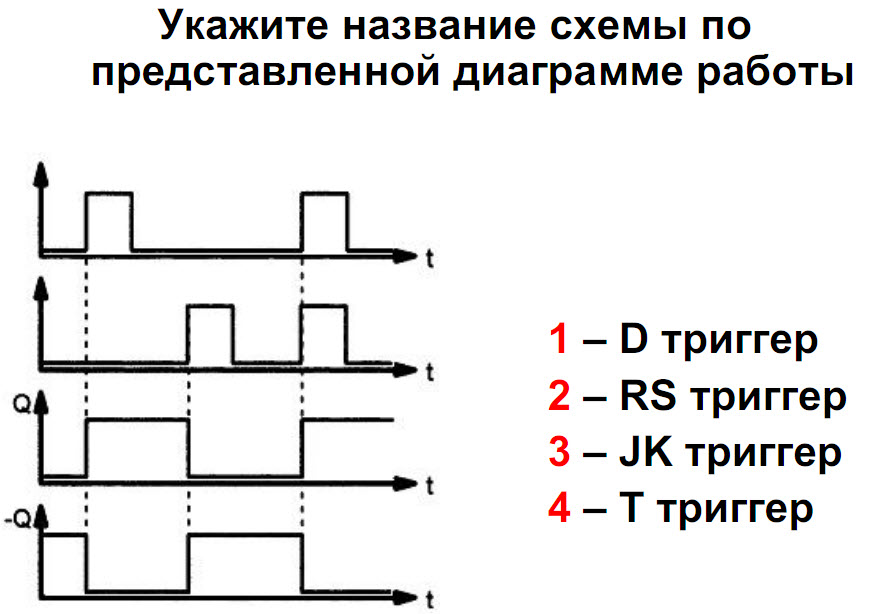 Укажите название схемы по
представленной диаграмме работы
t
t
Q
t
-Q
t
1 – D триггер
2 – RS триггер
3 – JK триггер
4 – T триггер